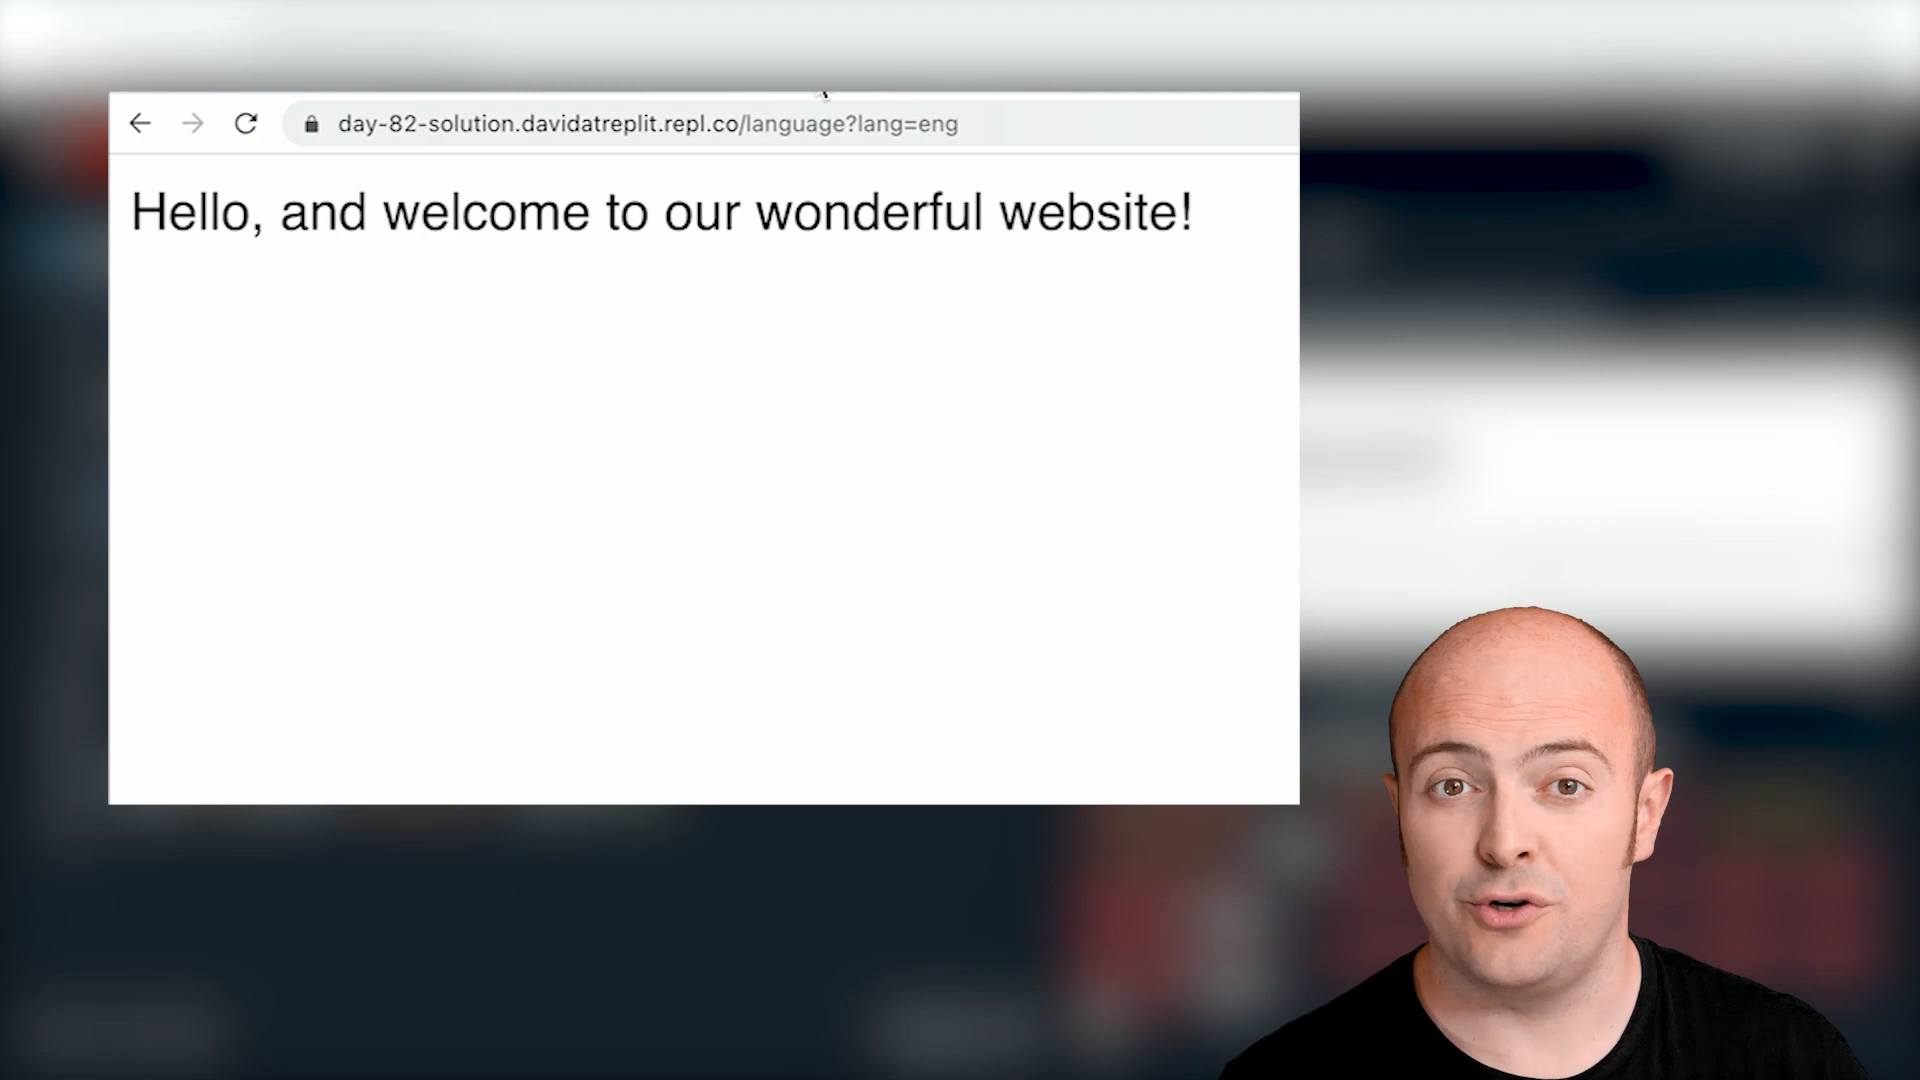 day-82-solution.davidatreplit.repl.co/language?lang=eng
Hello, and welcome to our wonderful website!